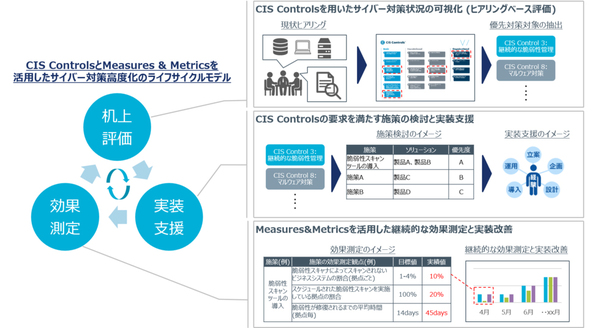 CIS ControlsとMeasures & Metricsを
活用したサイバー対策高度化のライフサイクルモデル
机上
評価
効果
測定
実装
支援
CIS Controlsを用いたサイバー対策状況の可視化 (ヒアリングベース評価)
現状ヒアリング
優先対策対象の抽出
CIS Control 3:
継続的な脆弱性管理
CIS Control 8:
マルウェア対策
CIS Controlsの要求を満たす施策の検討と実装支援
施策検討のイメージ
実装支援のイメージ
CIS Control 3:
継続的な脆弱性管理
CIS Control 8:
マルウェア対策
施策 ソリューション 優先度
脆弱性スキャン
ツールの導入 製品A, 製品B A
施策A 製品C B
施策B 製品D C
立案
運用 企画
導入 設計
Measures&Metricsを活用した継続的な効果測定と実装改善
効果測定のイメージ
継続的な効果測定と実装改善
施策(例) 施策の効果測定観点(例) 目標値 実績値
脆弱性
スキャン
ツールの
導入
脆弱性スキャナによってスキャンされない
ビジネスシステムの割合(拠点ごと) 1-4% 10%
スケジュールされた脆弱性スキャンを実施
している拠点の割合 100% 20%
脆弱性が修復されるまでの平均時間
(拠点毎) 14days 45days
4月 5月 6月 ・・xx月